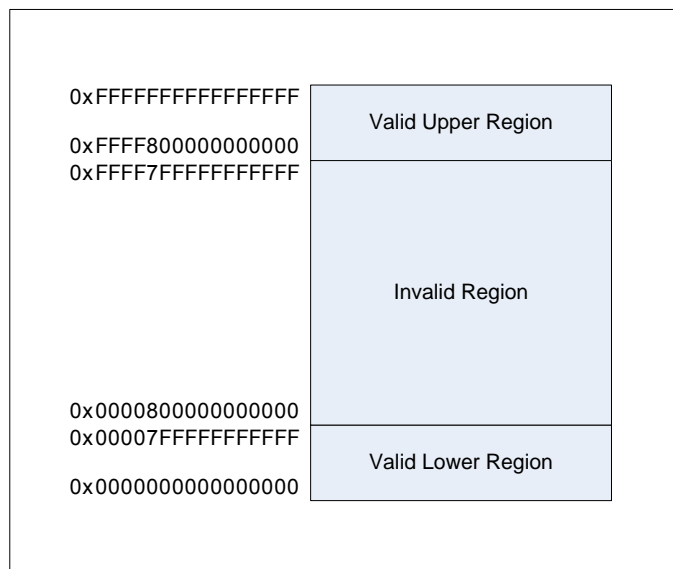 0xFFFFFFFFFFFFFFFF
Valid Upper Region
0xFFFF800000000000
0xFFFF7FFFFFFFFFFF
Invalid Region
0x0000800000000000
0x00007FFFFFFFFFFF
Valid Lower Region
0x0000000000000000